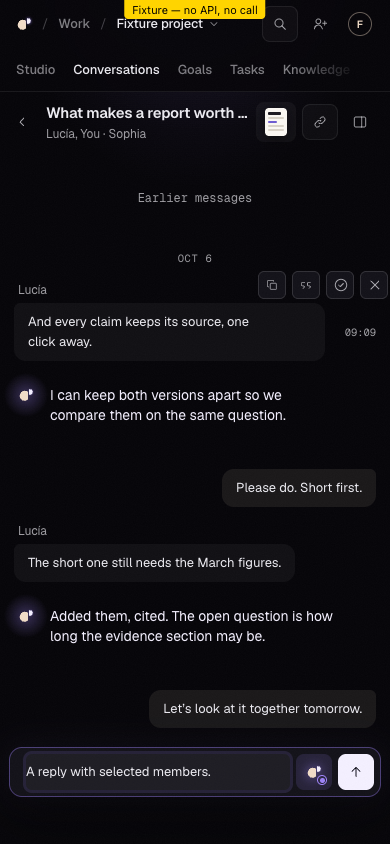 Fixture — no API, no call
/ Work / Fixture project
F
Studio Conversations Goals Tasks Knowledge
What makes a report worth ...
Lucía, You · Sophia
Earlier messages
OCT 6
Lucía
And every claim keeps its source, one
click away.
09:09
I can keep both versions apart so we
compare them on the same question.
Please do. Short first.
Lucía
The short one still needs the March figures.
Added them, cited. The open question is how
long the evidence section may be.
Let's look at it together tomorrow.
A reply with selected members.